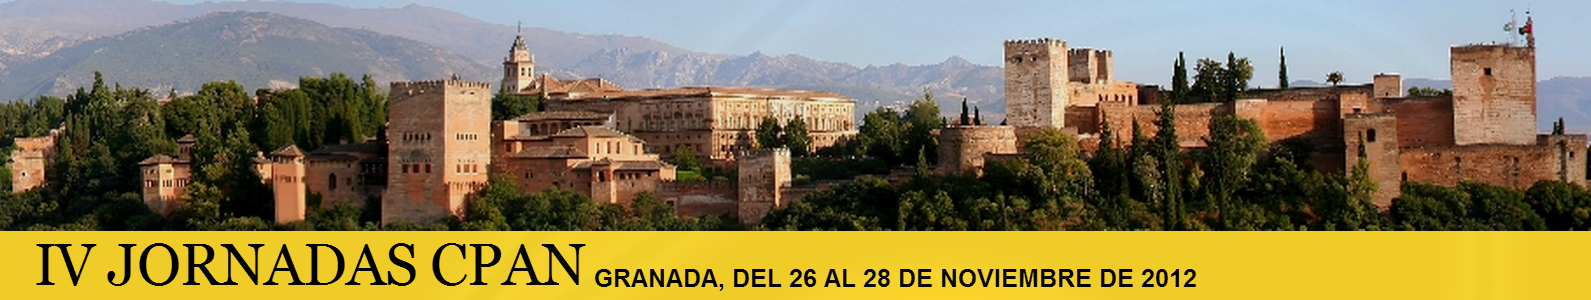 IV JORNADAS CPAN GRANADA, DEL 26 AL 28 DE NOVIEMBRE DE 2012